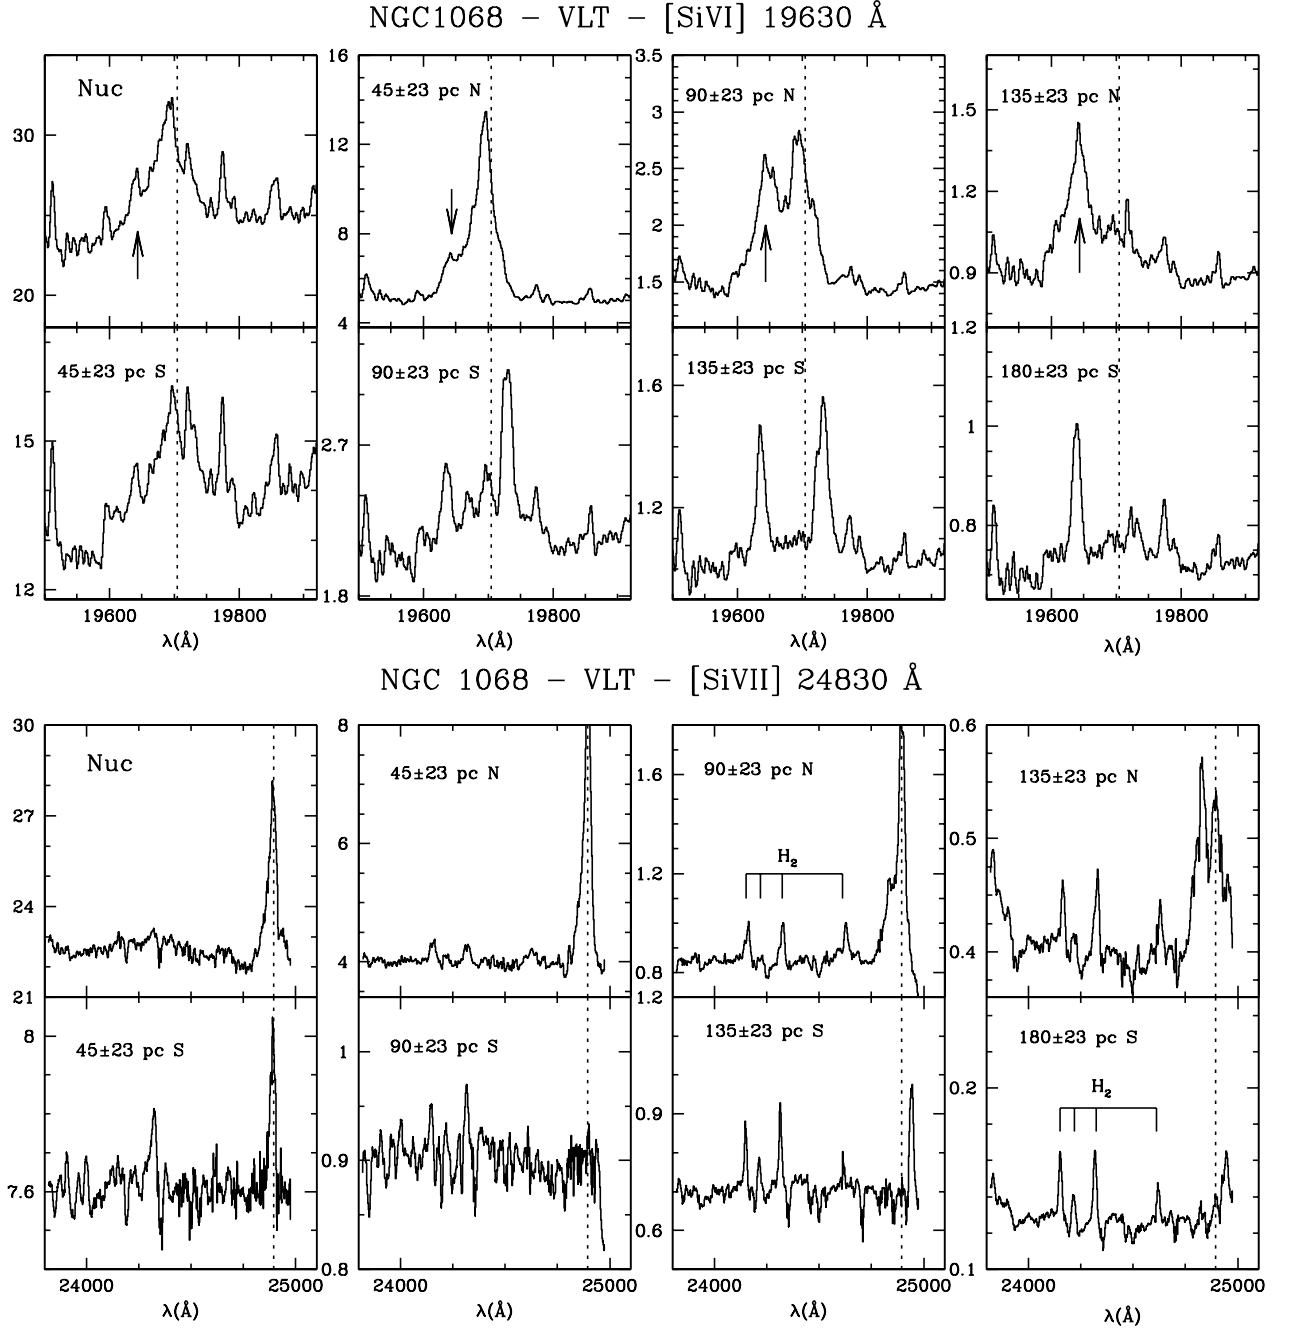 NGC1068 − VLT − [SiVI] 19630 Å
Nuc
45±23 pc N
90±23 pc N
135±23 pc N
30
20
16
12
8
4
3.5
3
2.5
2
1.5
1.5
1.2
0.9
45±23 pc S
90±23 pc S
135±23 pc S
180±23 pc S
15
12
2.7
1.8
1.6
1.2
1.2
1
0.8
19600 19800
19600 19800
19600 19800
19600 19800
λ(Å)
λ(Å)
λ(Å)
λ(Å)
NGC 1068 − VLT − [SiVII] 24830 Å
Nuc
45±23 pc N
90±23 pc N
135±23 pc N
H2
30
27
24
21
8
6
4
1.6
1.2
0.8
0.6
0.5
0.4
45±23 pc S
90±23 pc S
135±23 pc S
180±23 pc S
H2
8
7.6
1
0.9
0.8
1.2
0.9
0.6
0.2
0.1
24000 25000
24000 25000
24000 25000
24000 25000
λ(Å)
λ(Å)
λ(Å)
λ(Å)